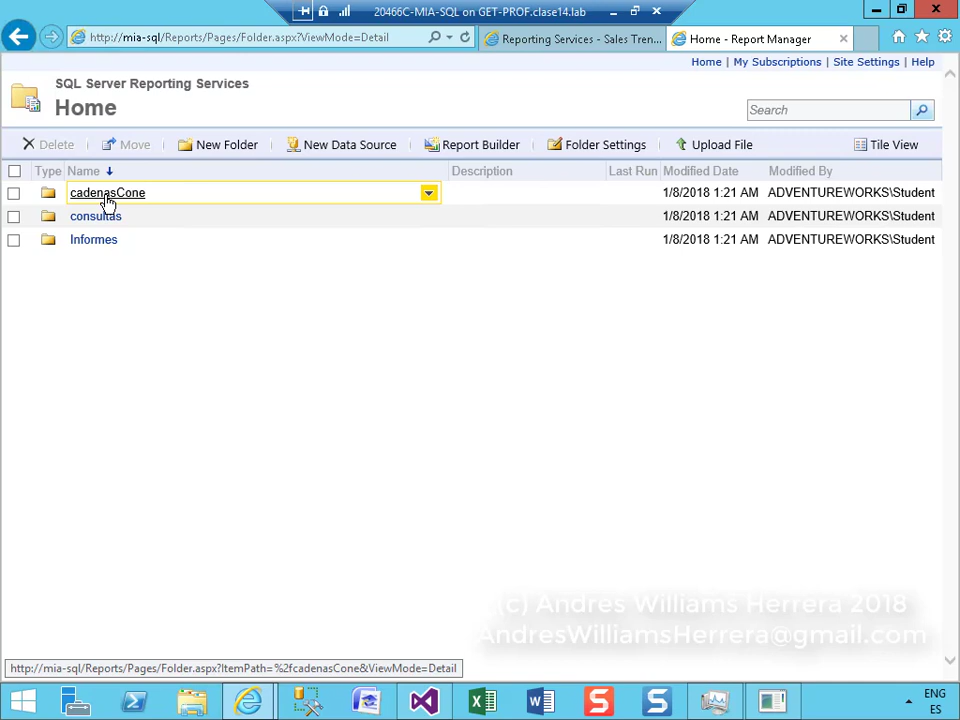 20466C-MIA-SQL on GET-PROF.clase14.lab
http://mia-sql/Reports/Pages/Folder.aspx?ViewMode=Detail
Reporting Services - Sales Tren...
Home - Report Manager
Home | My Subscriptions | Site Settings | Help
SQL Server Reporting Services
Home
Search
Delete
Move
New Folder
New Data Source
Report Builder
Folder Settings
Upload File
Tile View
Type Name Description Last Run Modified Date Modified By
cadenasCone 1/8/2018 1:21 AM ADVENTUREWORKS\Student
consultas 1/8/2018 1:21 AM ADVENTUREWORKS\Student
Informes 1/8/2018 1:21 AM ADVENTUREWORKS\Student
(c) Andres Williams Herrera 2018
AndresWilliamsHerrera@gmail.com
http://mia-sql/Reports/Pages/Folder.aspx?ItemPath=%2fcadenasCone&ViewMode=Detail
ENG
ES